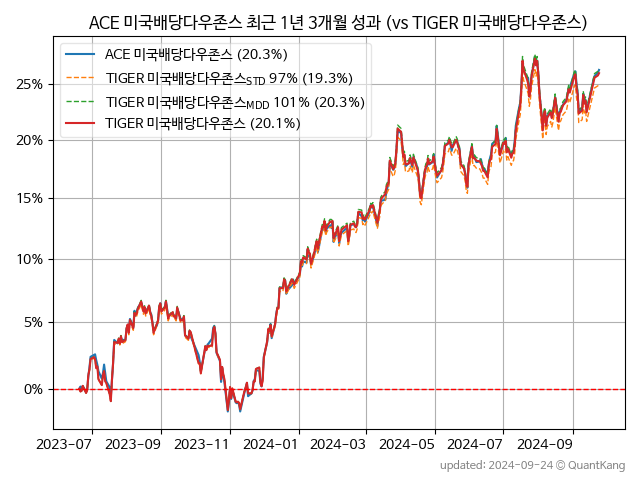 ACE 미국배당다우존스 최근 1년 3개월 성과 (vs TIGER 미국배당다우존스)
ACE 미국배당다우존스 (20.3%)
TIGER 미국배당다우존스STD 97% (19.3%)
TIGER 미국배당다우존스MDD 101% (20.3%)
TIGER 미국배당다우존스 (20.1%)
25%
20%
15%
10%
5%
0%
2023-07 2023-09 2023-11 2024-01 2024-03 2024-05 2024-07 2024-09
updated: 2024-09-24 © QuantKang